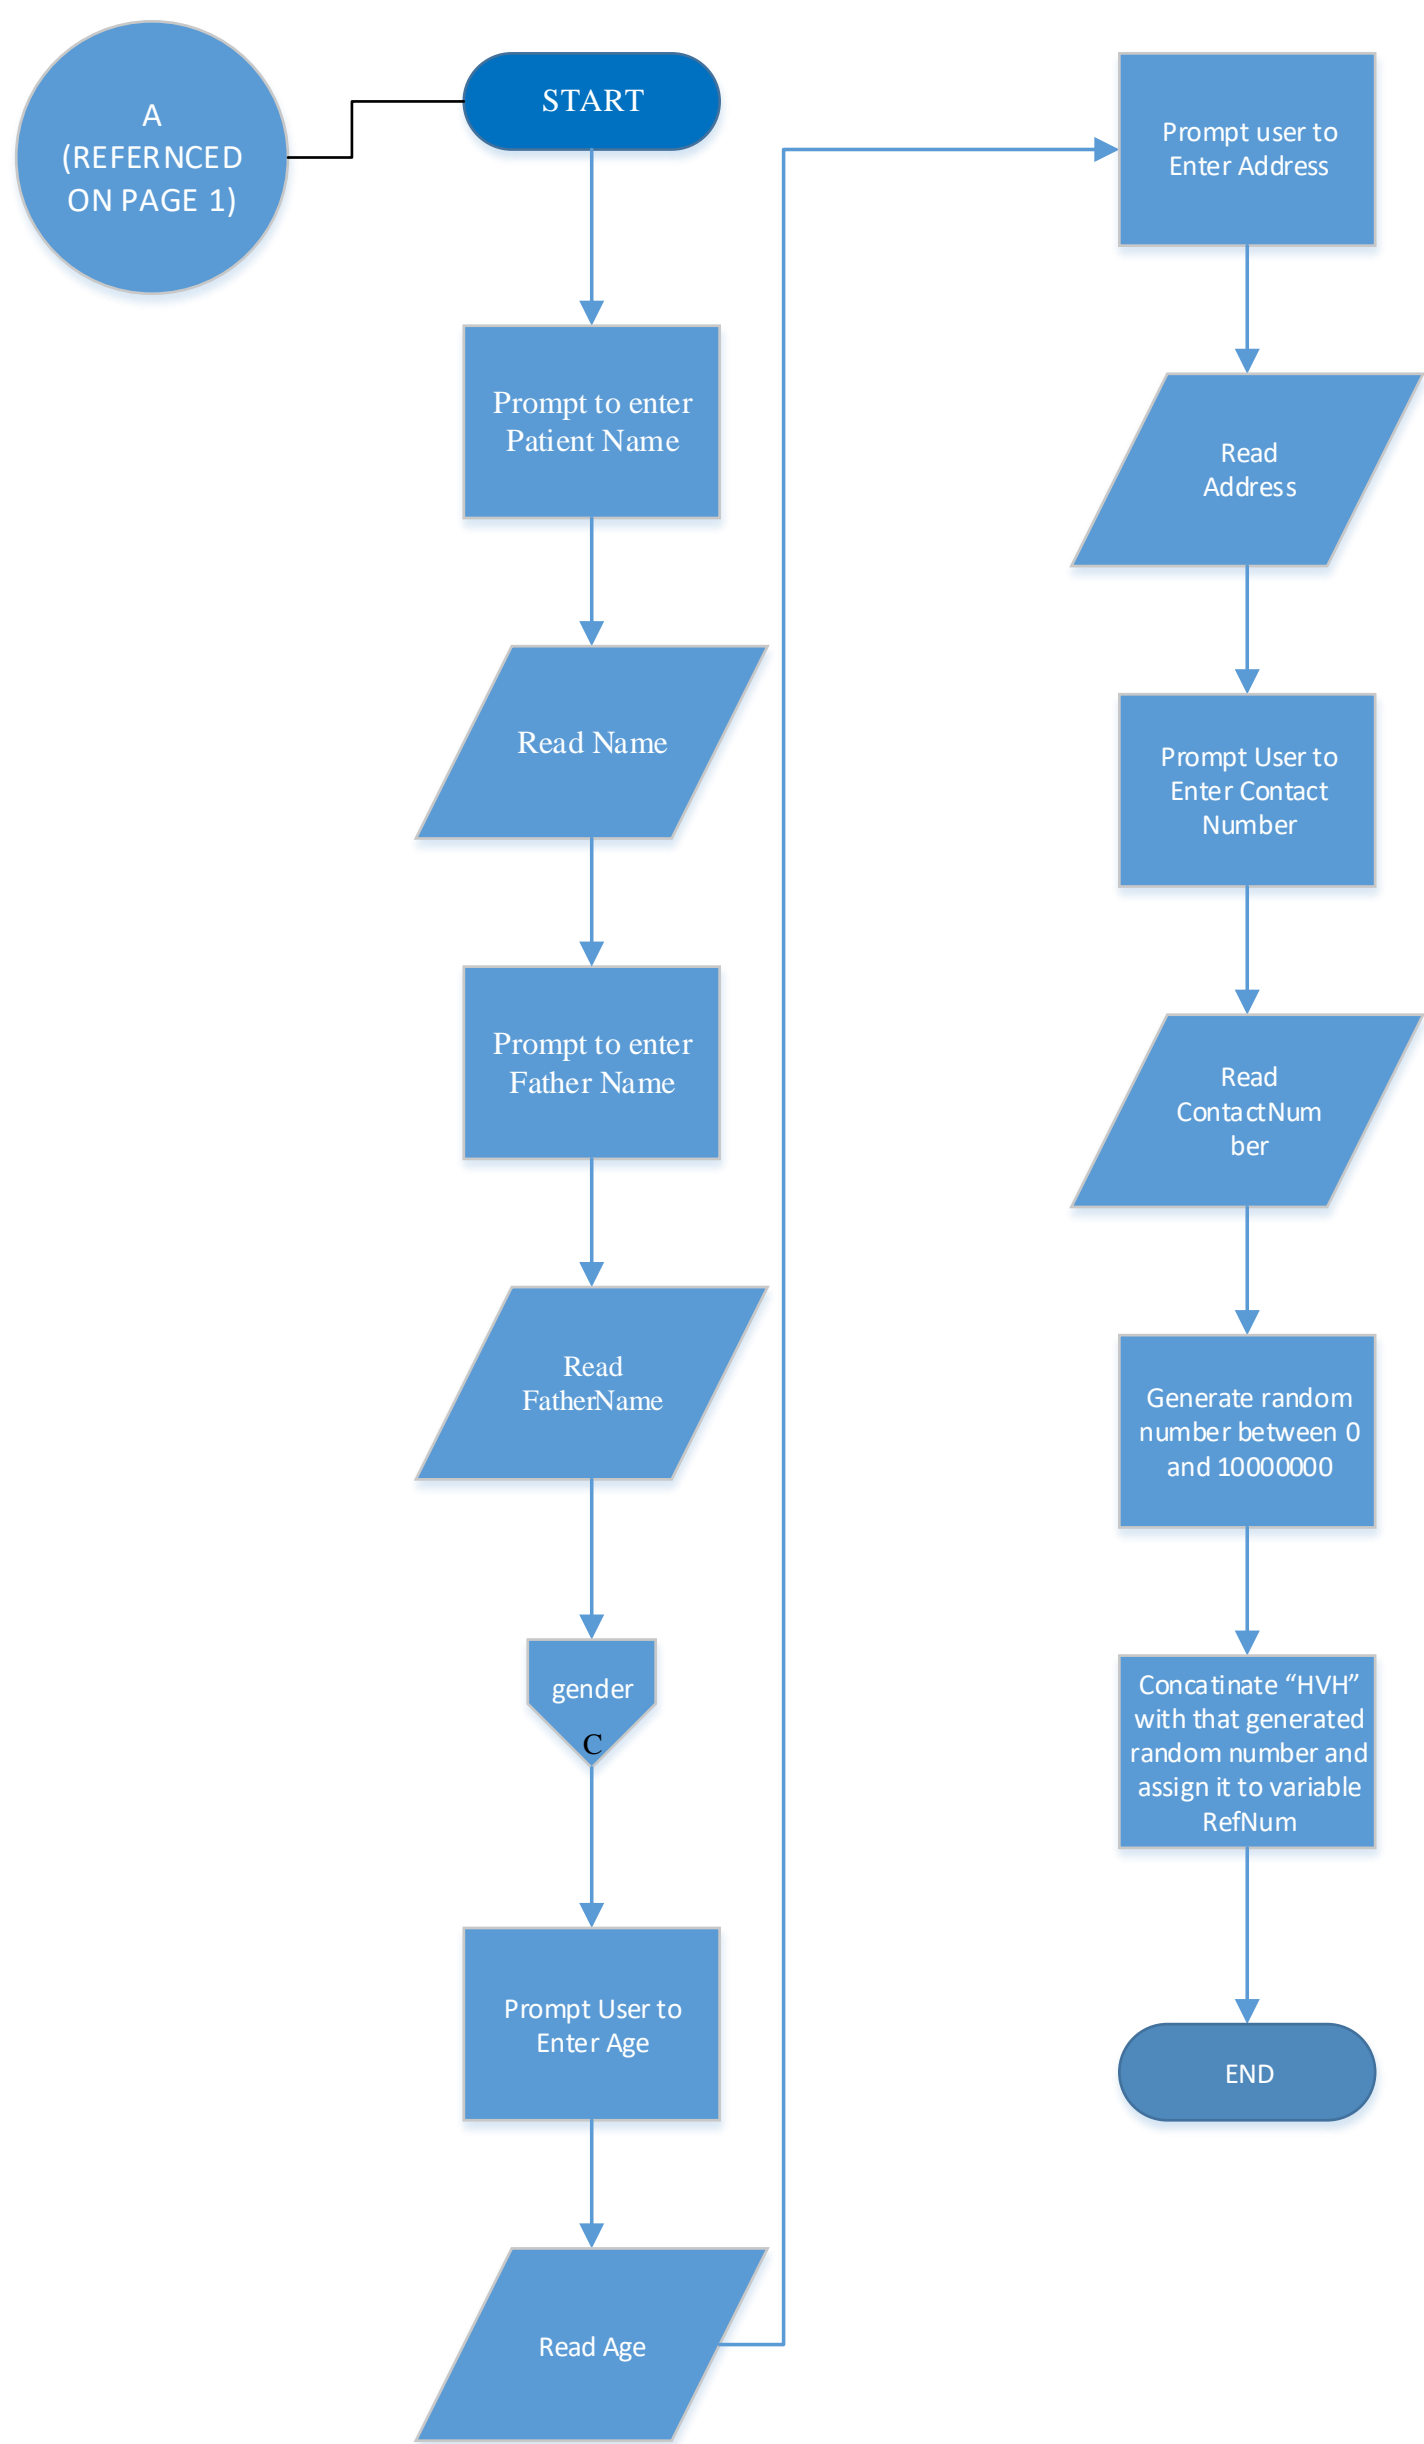 A
(REFERNCED
ON PAGE 1)
START
Prompt to enter
Patient Name
Read Name
Prompt to enter
Father Name
Read
FatherName
gender
C
Prompt User to
Enter Age
Read Age
Prompt user to
Enter Address
Read
Address
Prompt User to
Enter Contact
Number
Read
ContactNum
ber
Generate random
number between 0
and 10000000
Concatinate “HVH”
with that generated
random number and
assign it to variable
RefNum
END